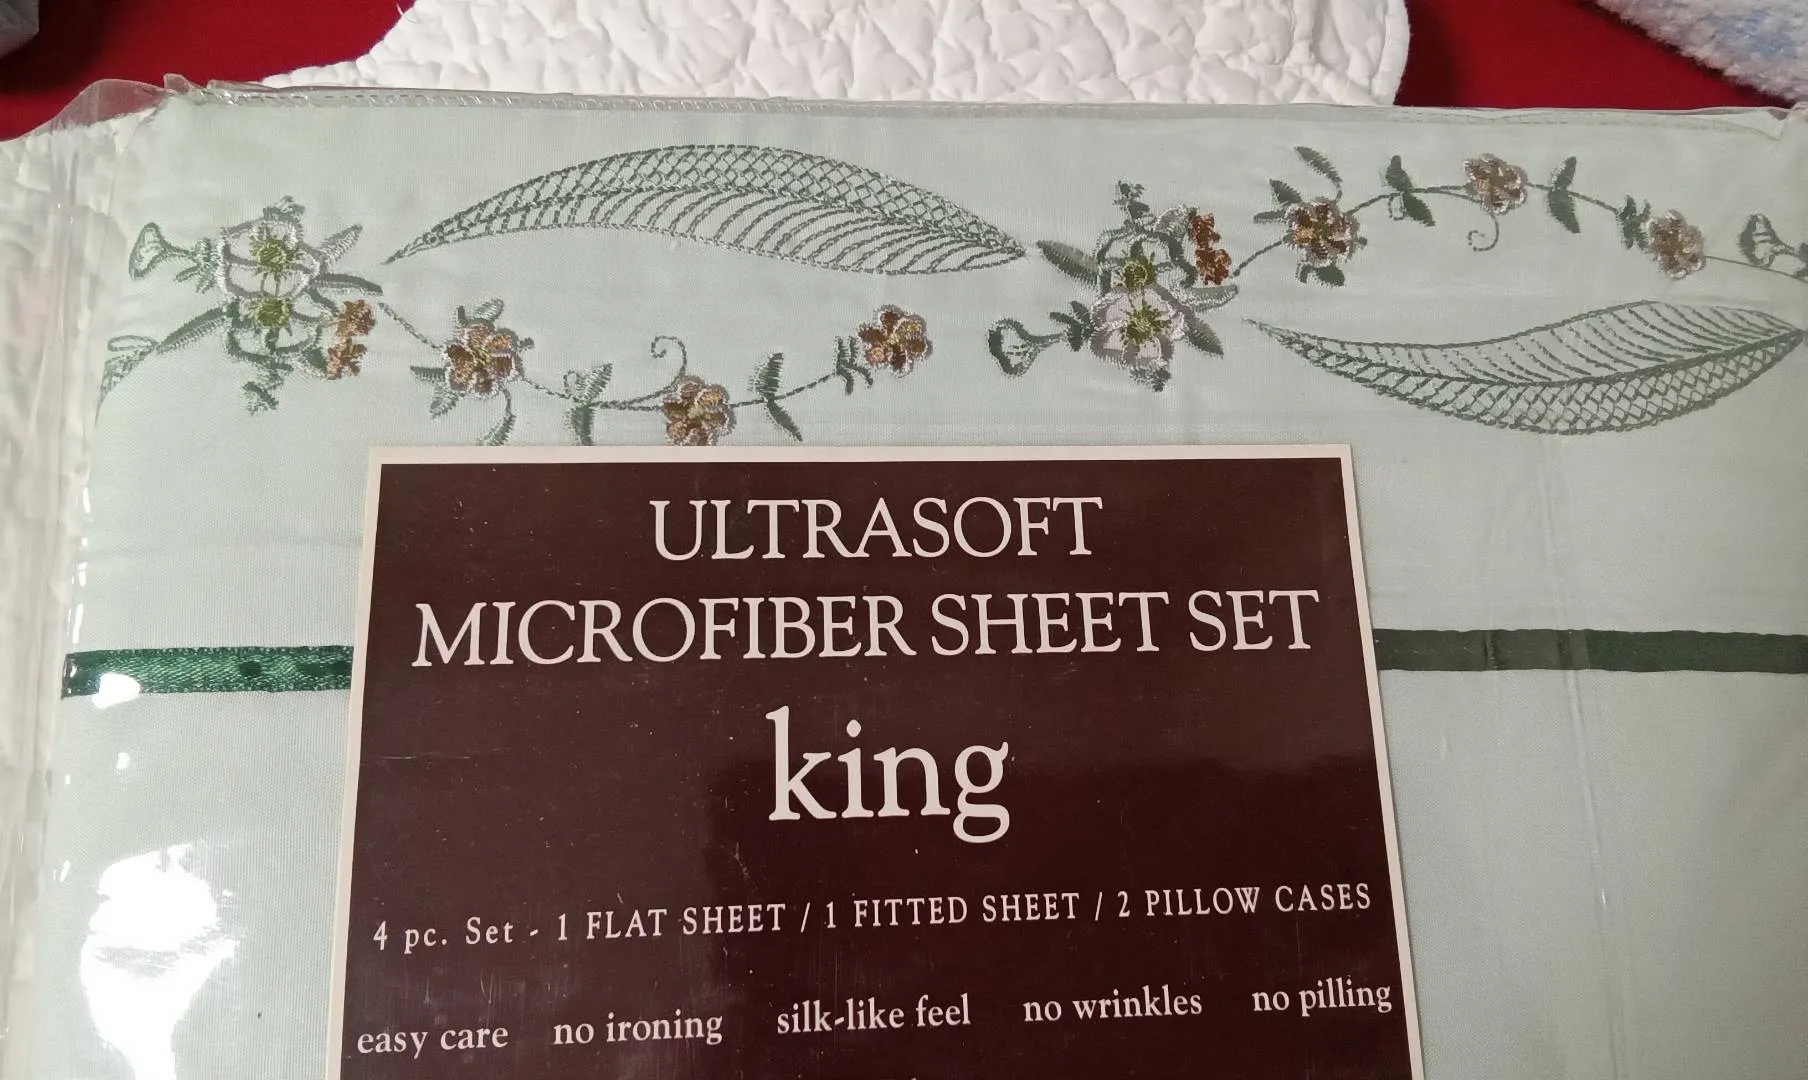 ULTRASOFT
MICROFIBER SHEET SET
king
4 pc. Set - 1 FLAT SHEET / 1 FITTED SHEET / 2 PILLOW CASES
easy care no ironing silk-like feel no wrinkles no pilling